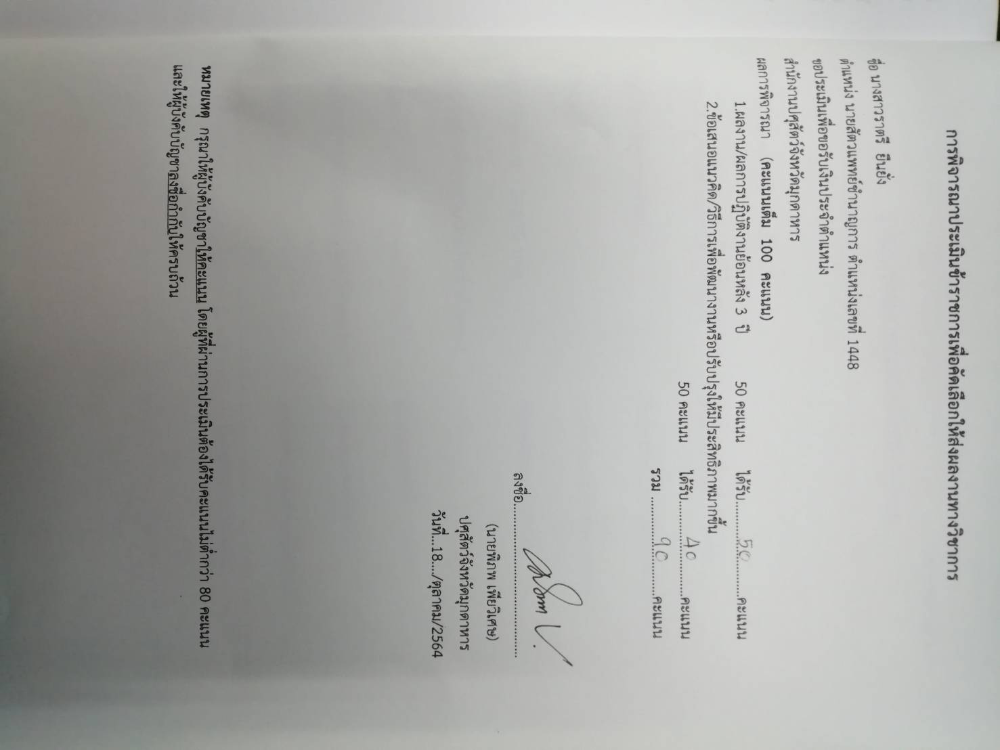 การพิจารณาประเมินข้าราชการเพื่อคัดเลือกให้ส่งผลงานทางวิชาการ
ชื่อ นางสาวราตรี ยืนยั่ง
ตำแหน่ง นายสัตวแพทย์ชำนาญการ ตำแหน่งเลขที่ 1448
ขอประเมินเพื่อขอรับเงินประจำตำแหน่ง
สำนักงานปศุสัตว์จังหวัดมุกดาหาร
ผลการพิจารณา (คะแนนเต็ม 100 คะแนน)
1.ผลงาน/ผลการปฏิบัติงานย้อนหลัง 3 ปี 50 คะแนน ได้รับ..........50..........คะแนน
2.ข้อเสนอแนวคิด/วิธีการเพื่อพัฒนางานหรือปรับปรุงให้มีประสิทธิภาพมากขึ้น
50 คะแนน ได้รับ..........40..........คะแนน
รวม ..........90..........คะแนน
ลงชื่อ........................................
(นายพิภพ เพียวิเศษ)
ปศุสัตว์จังหวัดมุกดาหาร
วันที่...18..../ตุลาคม/2564
หมายเหตุ กรุณาให้ผู้บังคับบัญชาให้คะแนน โดยผู้ที่ผ่านการประเมินต้องได้รับคะแนนไม่ต่ำกว่า 80 คะแนน
และให้ผู้บังคับบัญชาลงชื่อกำกับให้ครบถ้วน